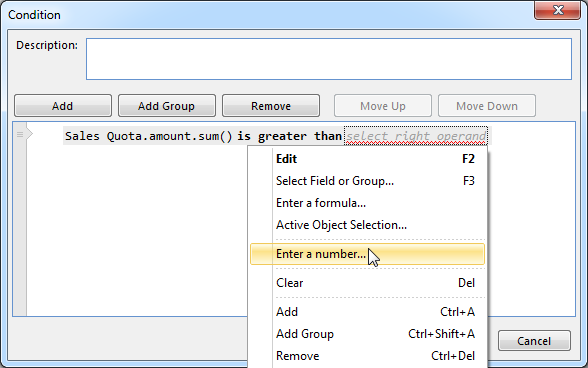 Condition
Description:
Add Add Group Remove Move Up Move Down
Sales Quota.amount.sum() is greater than select right operand
Edit F2
Select Field or Group... F3
Enter a formula...
Active Object Selection...
Enter a number...
Clear Del
Add Ctrl+A
Add Group Ctrl+Shift+A
Remove Ctrl+Del
Cancel